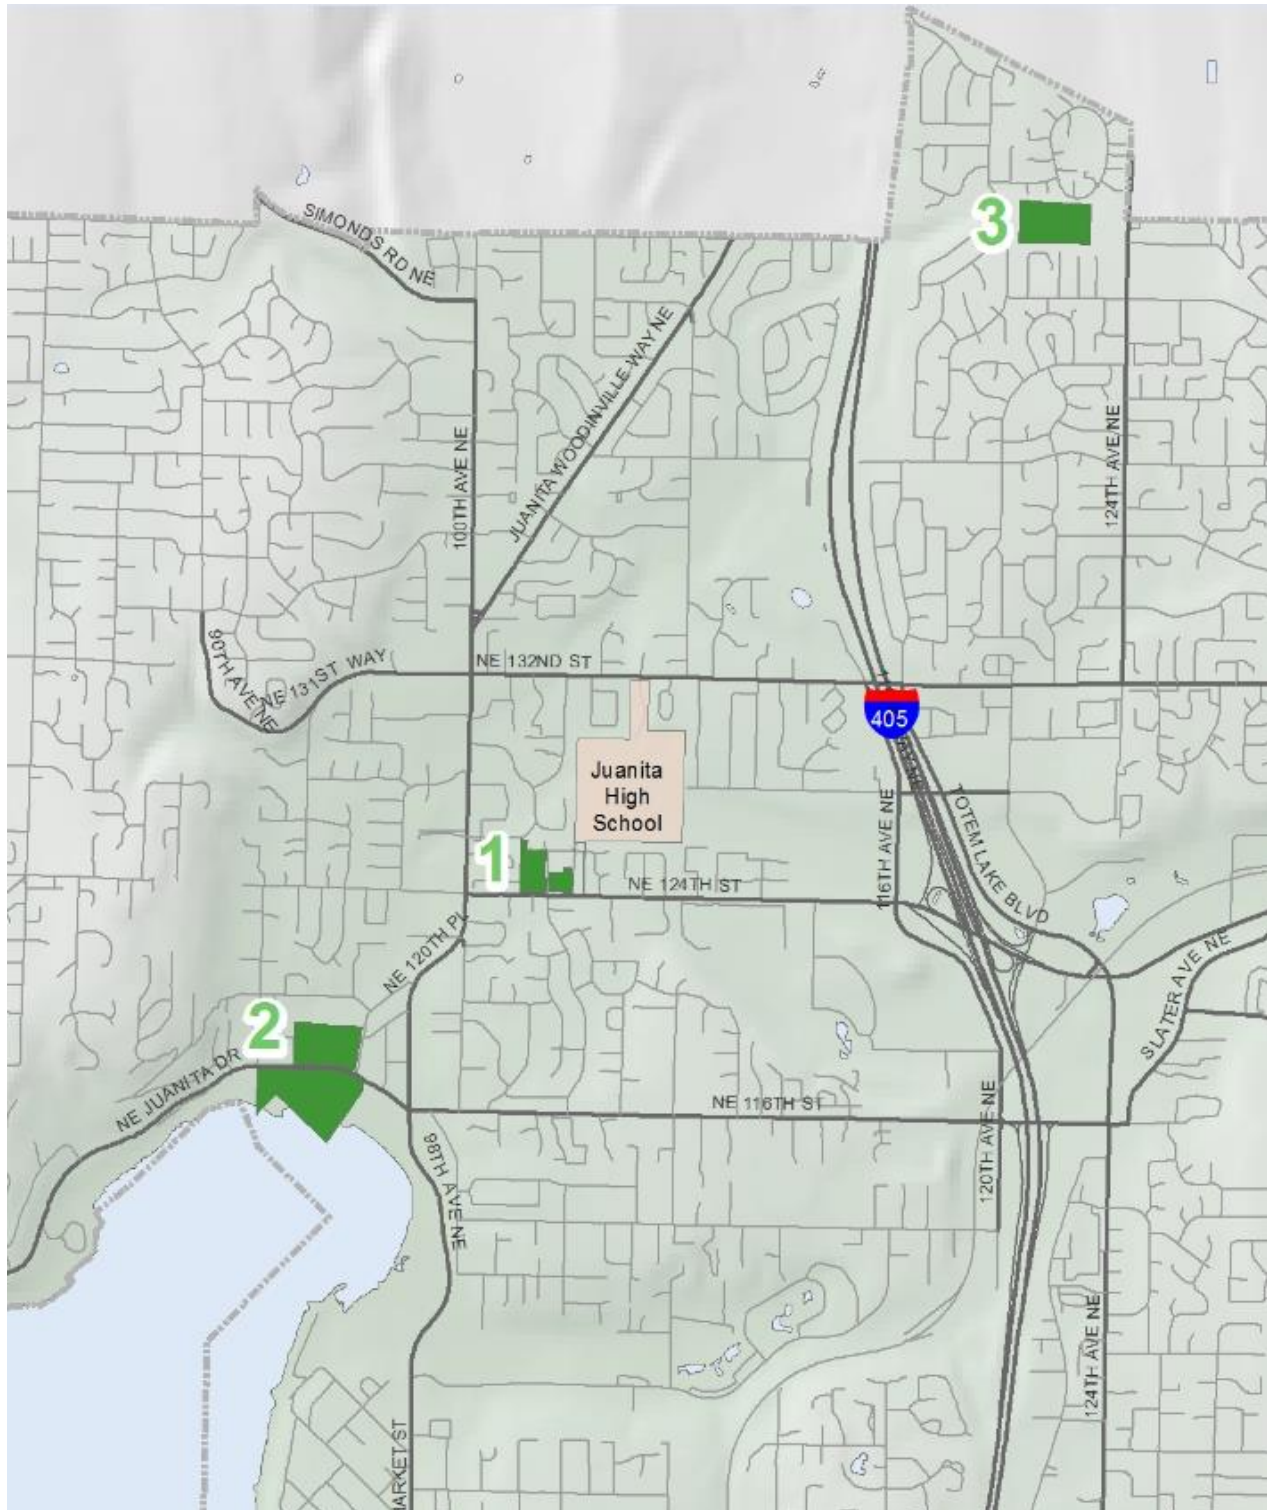 3
SIMONDS RD NE
JUANITA WOODINVILLE WAY NE
100TH AVE NE
124TH AVE NE
90TH AVE NE
NE 131ST WAY
NE 132ND ST
405
Juanita
High
School
116TH AVE NE
TOTEM LAKE BLVD
1
NE 124TH ST
NE 120TH PL
SLATER AVE NE
2
NE JUANITA DR
NE 116TH ST
120TH AVE NE
98TH AVE NE
124TH AVE NE
MARKET ST